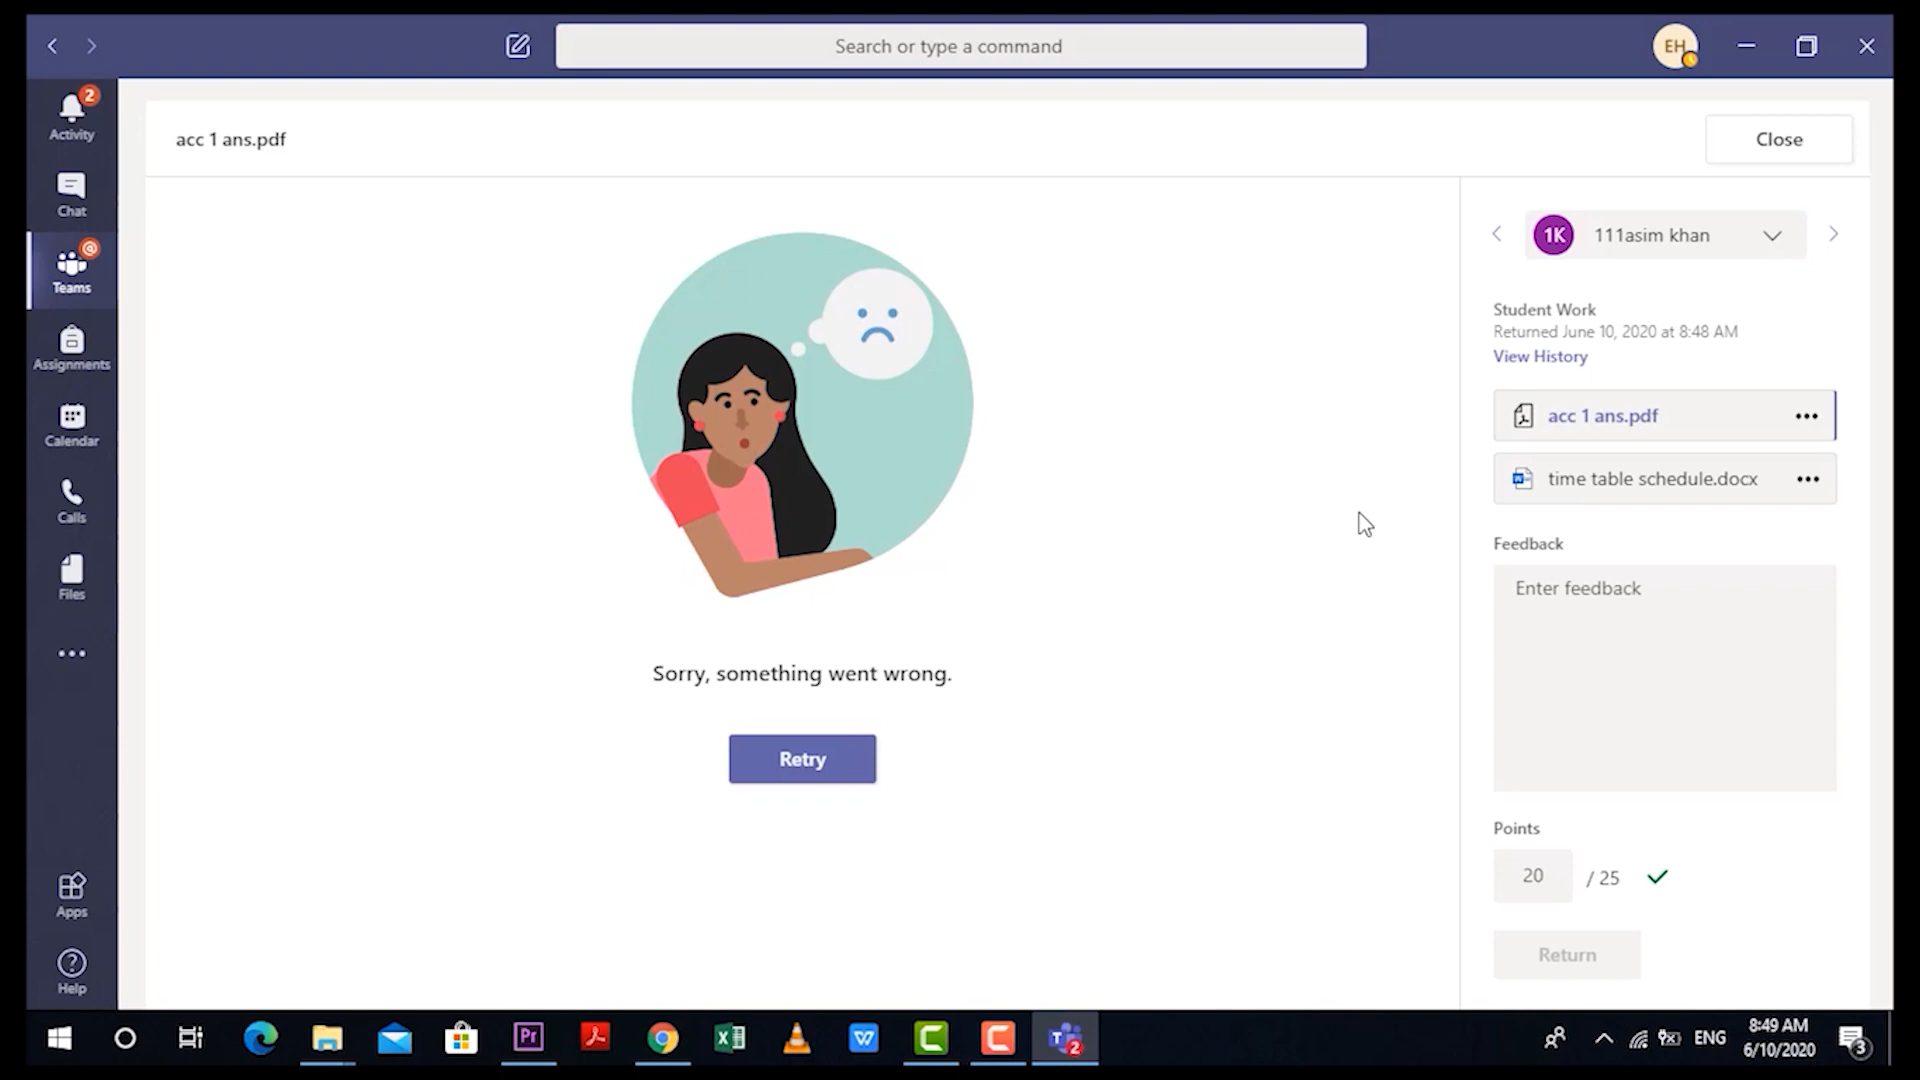 Search or type a command
EH
2
Activity
Chat
Teams
Assignments
Calendar
Calls
Files
Apps
Help
acc 1 ans.pdf
Close
1K 111asim khan
Student Work
Returned June 10, 2020 at 8:48 AM
View History
acc 1 ans.pdf
time table schedule.docx
Feedback
Enter feedback
Sorry, something went wrong.
Retry
Points
20 / 25
Return
Pr
W
T
2
ENG
8:49 AM
6/10/2020
3